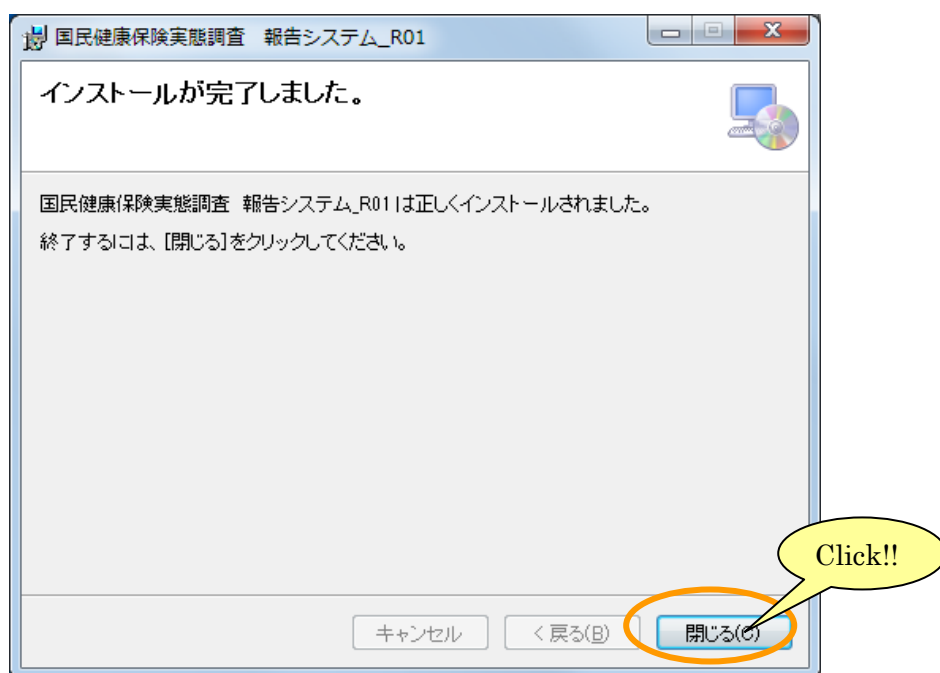 国民健康保険実態調査 報告システム_R01
インストールが完了しました。
国民健康保険実態調査 報告システム_R01 は正しくインストールされました。
終了するには、[閉じる]をクリックしてください。
Click!!
キャンセル
< 戻る(B)
閉じる(C)